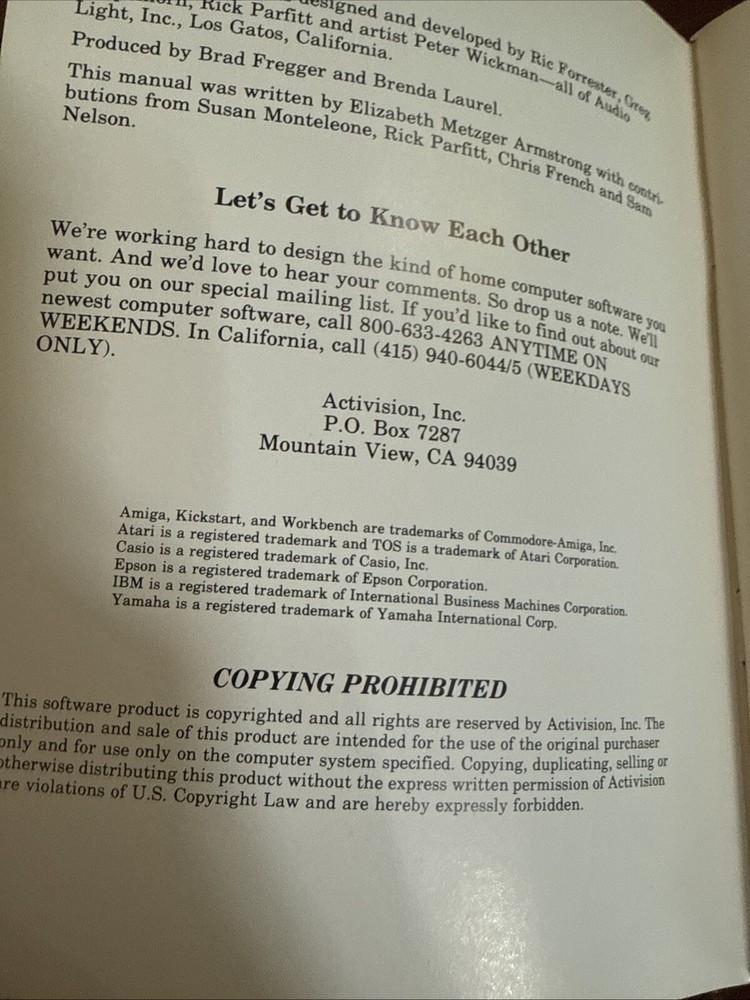 designed and developed by Ric Forrester, Greg
Rick Parfitt and artist Peter Wickman—all of Audio
Light, Inc., Los Gatos, California.
Produced by Brad Fregger and Brenda Laurel.
This manual was written by Elizabeth Metzger Armstrong with contri-
butions from Susan Monteleone, Rick Parfitt, Chris French and Sam
Nelson.
Let's Get to Know Each Other
We're working hard to design the kind of home computer software you
want. And we'd love to hear your comments. So drop us a note. We'll
put you on our special mailing list. If you'd like to find out about our
newest computer software, call 800-633-4263 ANYTIME ON
WEEKENDS. In California, call (415) 940-6044/5 (WEEKDAYS
ONLY).
Activision, Inc.
P.O. Box 7287
Mountain View, CA 94039
Amiga, Kickstart, and Workbench are trademarks of Commodore-Amiga, Inc.
Atari is a registered trademark and TOS is a trademark of Atari Corporation.
Casio is a registered trademark of Casio, Inc.
Epson is a registered trademark of Epson Corporation.
IBM is a registered trademark of International Business Machines Corporation.
Yamaha is a registered trademark of Yamaha International Corp.
COPYING PROHIBITED
This software product is copyrighted and all rights are reserved by Activision, Inc. The
distribution and sale of this product are intended for the use of the original purchaser
only and for use only on the computer system specified. Copying, duplicating, selling or
otherwise distributing this product without the express written permission of Activision
are violations of U.S. Copyright Law and are hereby expressly forbidden.